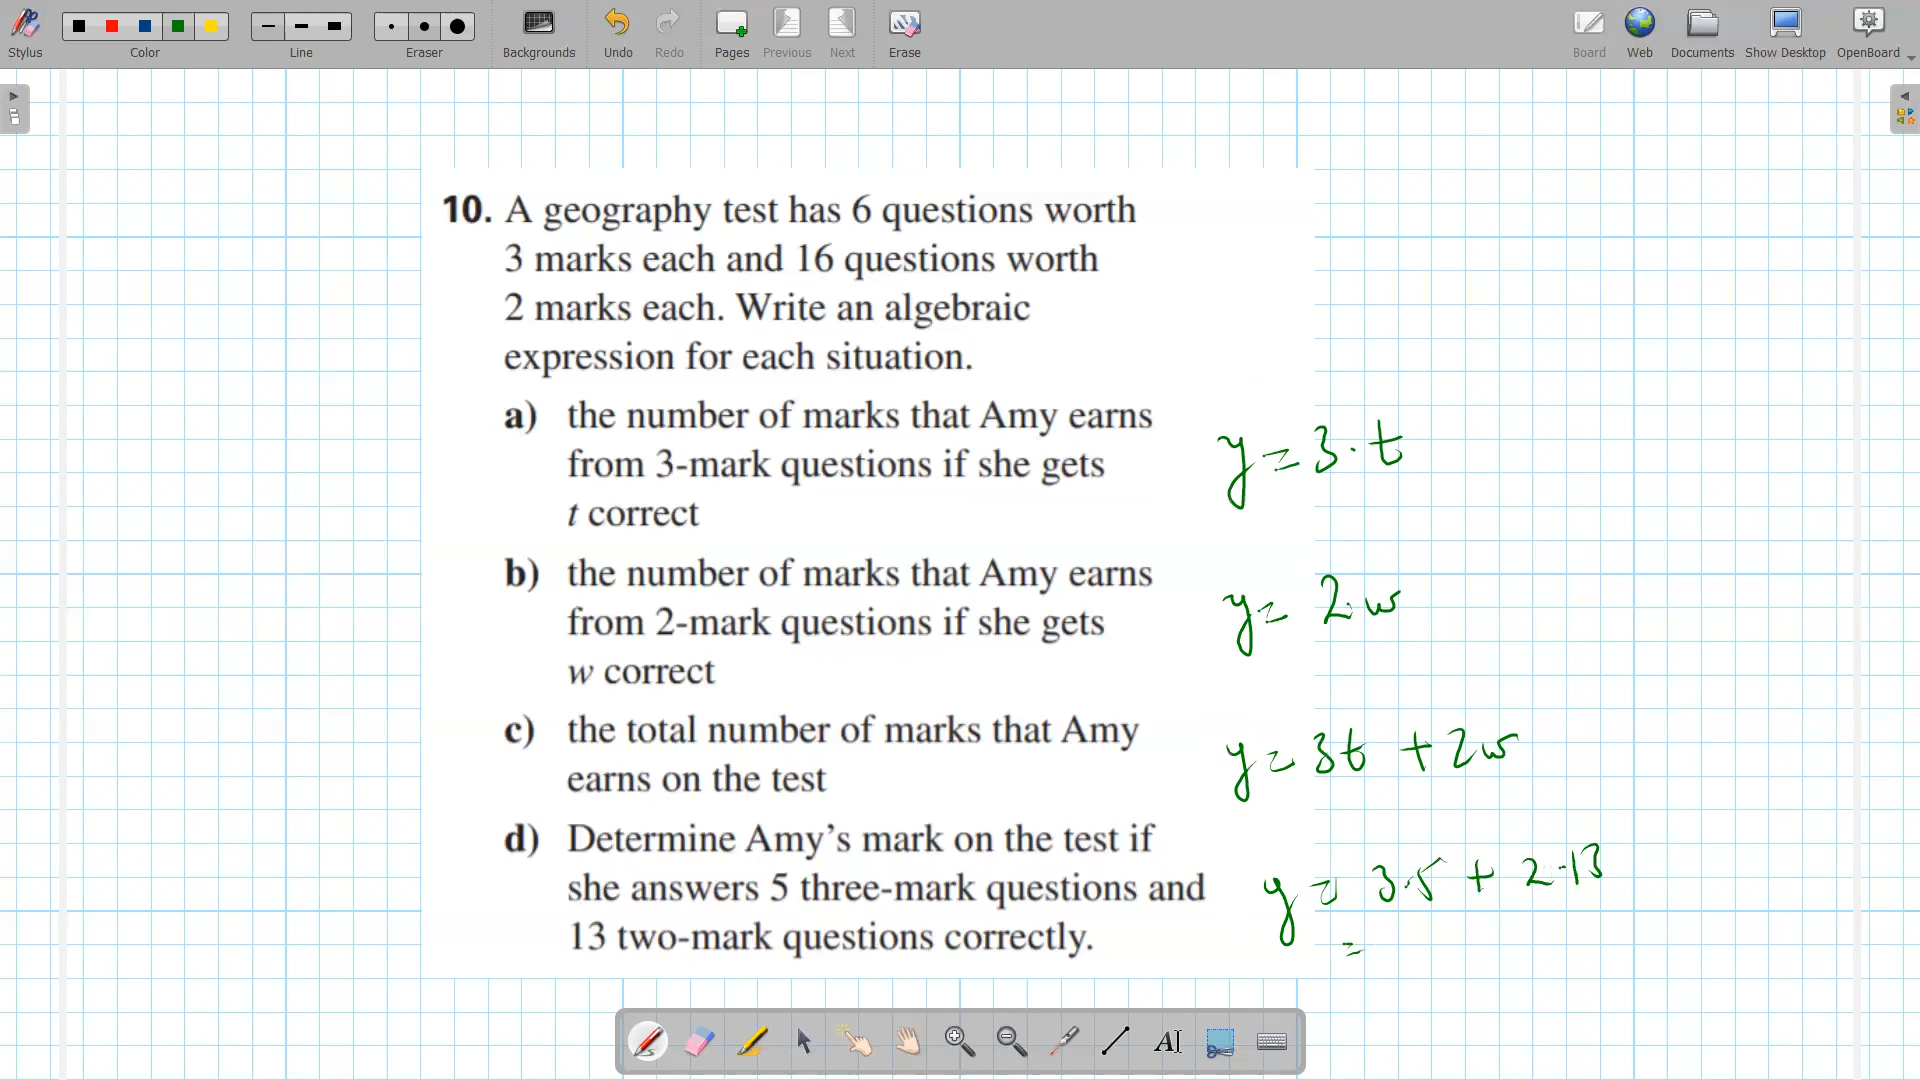 Stylus Color Line Eraser Backgrounds Undo Redo Pages Previous Next Erase Board Web Documents Show Desktop OpenBoard
10. A geography test has 6 questions worth
3 marks each and 16 questions worth
2 marks each. Write an algebraic
expression for each situation.
a) the number of marks that Amy earns
from 3-mark questions if she gets
t correct
y = 3 · t
b) the number of marks that Amy earns
from 2-mark questions if she gets
w correct
y = 2 · w
c) the total number of marks that Amy
earns on the test
y = 3t + 2w
d) Determine Amy’s mark on the test if
she answers 5 three-mark questions and
13 two-mark questions correctly.
y = 3·5 + 2·13
=